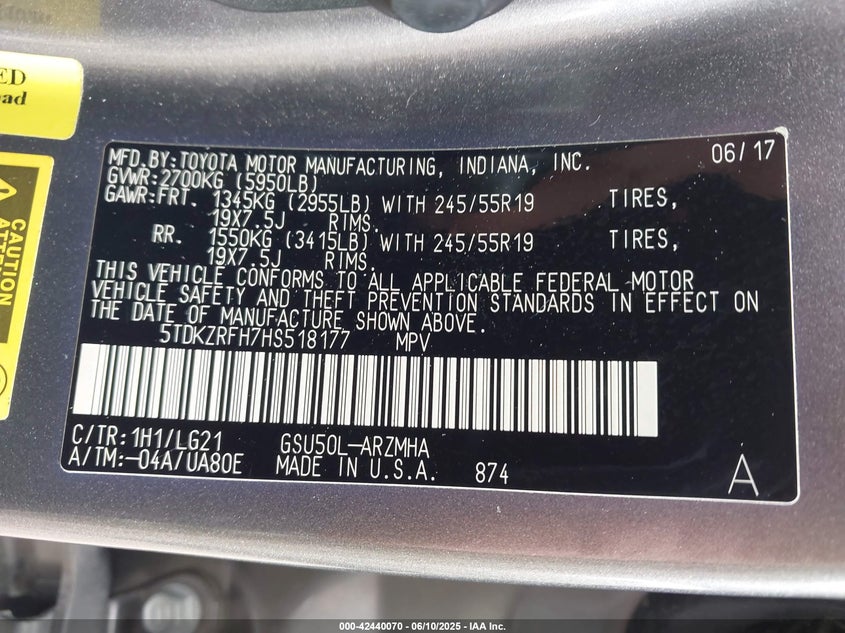 ED
ad
CAUTION
MFD.BY:TOYOTA MOTOR MANUFACTURING, INDIANA, INC. 06/17
GVWR:2700KG (5950LB)
GAWR:FRT. 1345KG (2955LB) WITH 245/55R19 TIRES,
19X7.5J RIMS.
RR. 1550KG (3415LB) WITH 245/55R19 TIRES,
19X7.5J RIMS.
THIS VEHICLE CONFORMS TO ALL APPLICABLE FEDERAL MOTOR
VEHICLE SAFETY AND THEFT PREVENTION STANDARDS IN EFFECT ON
THE DATE OF MANUFACTURE SHOWN ABOVE.
5TDKZRFH7HS518177 MPV
C/TR:1H1/LG21 GSU50L-ARZMHA
A/TM:-04A/UA80E MADE IN U.S.A. 874 A
000-42440070 - 06/10/2025 - IAA Inc.